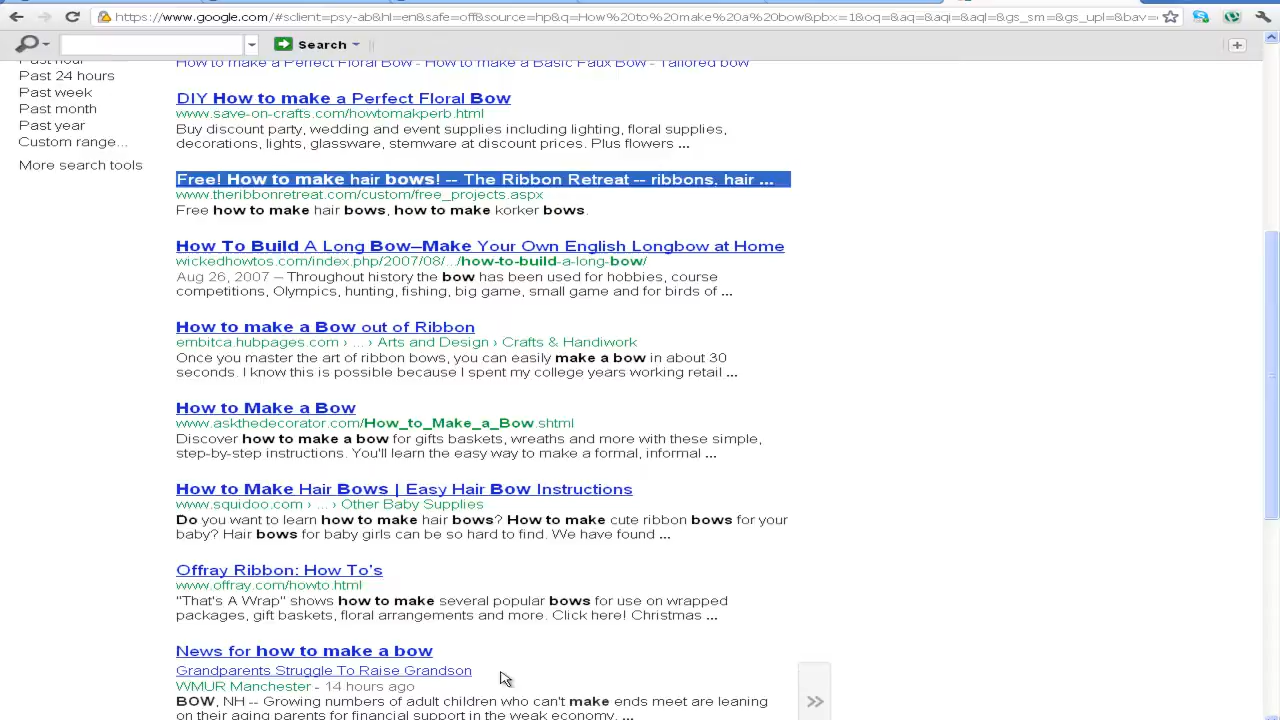 https://www.google.com/#sclient=psy-ab&hl=en&safe=off&source=hp&q=How%20to%20make%20a%20bow&pbx=1&oq=&aq=&aqi=&aql=&gs_sm=&gs_upl=&bav=
Search
Past hour
Past 24 hours
Past week
Past month
Past year
Custom range...
More search tools
How to make a Perfect Floral Bow - How to make a Basic Faux Bow - Tailored bow
DIY How to make a Perfect Floral Bow
www.save-on-crafts.com/howtomakperb.html
Buy discount party, wedding and event supplies including lighting, floral supplies,
decorations, lights, glassware, stemware at discount prices. Plus flowers ...
Free! How to make hair bows! -- The Ribbon Retreat -- ribbons, hair ...
www.theribbonretreat.com/custom/free_projects.aspx
Free how to make hair bows, how to make korker bows.
How To Build A Long Bow–Make Your Own English Longbow at Home
wickedhowtos.com/index.php/2007/08/.../how-to-build-a-long-bow/
Aug 26, 2007 – Throughout history the bow has been used for hobbies, course
competitions, Olympics, hunting, fishing, big game, small game and for birds of ...
How to make a Bow out of Ribbon
embitca.hubpages.com › ... › Arts and Design › Crafts & Handiwork
Once you master the art of ribbon bows, you can easily make a bow in about 30
seconds. I know this is possible because I spent my college years working retail ...
How to Make a Bow
www.askthedecorator.com/How_to_Make_a_Bow.shtml
Discover how to make a bow for gifts baskets, wreaths and more with these simple,
step-by-step instructions. You'll learn the easy way to make a formal, informal ...
How to Make Hair Bows | Easy Hair Bow Instructions
www.squidoo.com › ... › Other Baby Supplies
Do you want to learn how to make hair bows? How to make cute ribbon bows for your
baby? Hair bows for baby girls can be so hard to find. We have found ...
Offray Ribbon: How To's
www.offray.com/howto.html
"That's A Wrap" shows how to make several popular bows for use on wrapped
packages, gift baskets, floral arrangements and more. Click here! Christmas ...
News for how to make a bow
Grandparents Struggle To Raise Grandson
WMUR Manchester - 14 hours ago
BOW, NH -- Growing numbers of adult children who can't make ends meet are leaning
on their aging parents for financial support in the weak economy. ...